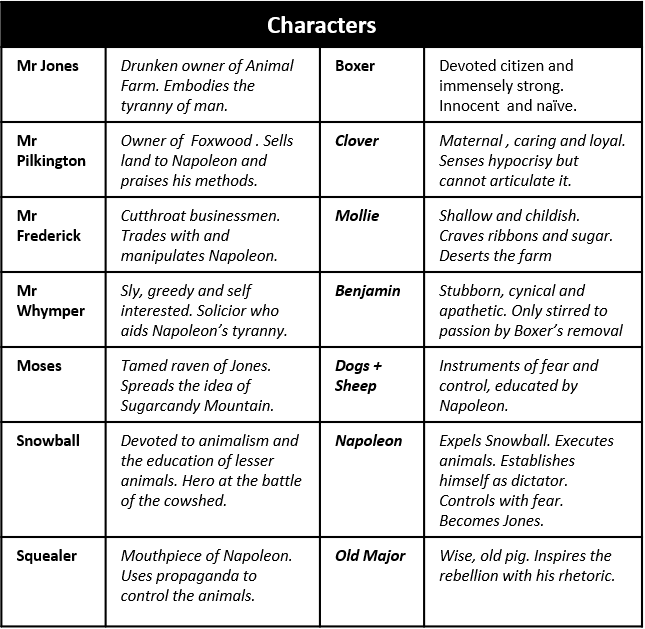 Characters
Mr Jones
Drunken owner of Animal
Farm. Embodies the
tyranny of man.
Boxer
Devoted citizen and
immensely strong.
Innocent and naïve.
Mr
Pilkington
Owner of Foxwood . Sells
land to Napoleon and
praises his methods.
Clover
Maternal , caring and loyal.
Senses hypocrisy but
cannot articulate it.
Mr
Frederick
Cutthroat businessmen.
Trades with and
manipulates Napoleon.
Mollie
Shallow and childish.
Craves ribbons and sugar.
Deserts the farm
Mr
Whymper
Sly, greedy and self
interested. Solicior who
aids Napoleon's tyranny.
Benjamin
Stubborn, cynical and
apathetic. Only stirred to
passion by Boxer's removal
Moses
Tamed raven of Jones.
Spreads the idea of
Sugarcandy Mountain.
Dogs +
Sheep
Instruments of fear and
control, educated by
Napoleon.
Snowball
Devoted to animalism and
the education of lesser
animals. Hero at the battle
of the cowshed.
Napoleon
Expels Snowball. Executes
animals. Establishes
himself as dictator.
Controls with fear.
Becomes Jones.
Squealer
Mouthpiece of Napoleon.
Uses propaganda to
control the animals.
Old Major
Wise, old pig. Inspires the
rebellion with his rhetoric.